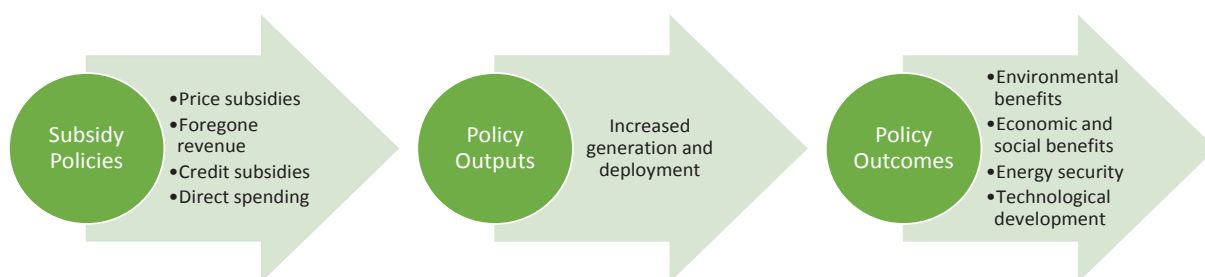 Subsidy
Policies
•Price subsidies
•Foregone
revenue
•Credit subsidies
•Direct spending
Policy
Outputs
Increased
generation and
deployment
Policy
Outcomes
•Environmental
benefits
•Economic and
social benefits
•Energy security
•Technological
development